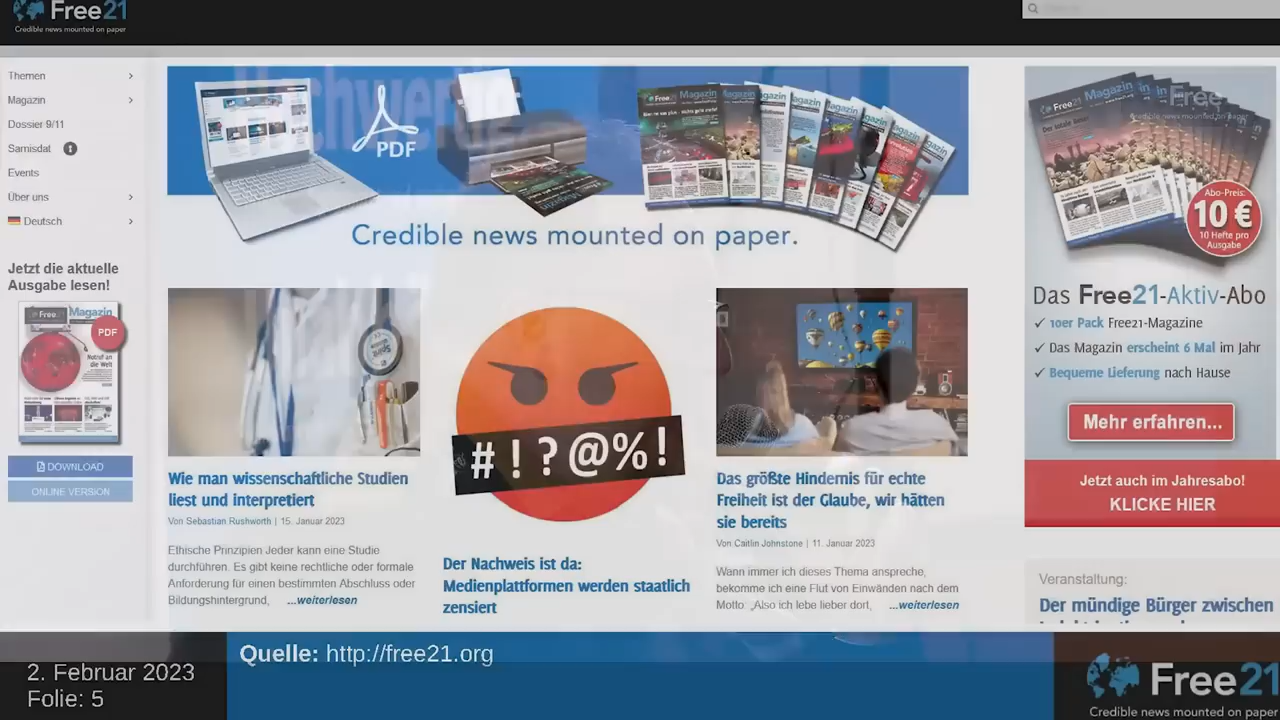 Free21
Credible news mounted on paper
Themen
Magazin
Dossier 9/11
Samisdat
Events
Über uns
Deutsch
Jetzt die aktuelle
Ausgabe lesen!
Free21 Magazin
PDF
Notruf an
die Welt
DOWNLOAD
ONLINE VERSION
PDF
Credible news mounted on paper.
Wie man wissenschaftliche Studien
liest und interpretiert
Von Sebastian Rushworth | 15. Januar 2023
Ethische Prinzipien Jeder kann eine Studie
durchführen. Es gibt keine rechtliche oder formale
Anforderung für einen bestimmten Abschluss oder
Bildungshintergrund, ...weiterlesen
#!?@%!
Der Nachweis ist da:
Medienplattformen werden staatlich
zensiert
Das größte Hindernis für echte
Freiheit ist der Glaube, wir hätten
sie bereits
Von Caitlin Johnstone | 11. Januar 2023
Wann immer ich dieses Thema anspreche,
bekomme ich eine Flut von Einwänden nach dem
Motto „Also ich lebe lieber dort, ...weiterlesen
Free21 Magazin
Abo-Preis:
10 €
10 Hefte pro
Ausgabe
Das Free21-Aktiv-Abo
✓ 10er Pack Free21-Magazine
✓ Das Magazin erscheint 6 Mal im Jahr
✓ Bequeme Lieferung nach Hause
Mehr erfahren...
Jetzt auch im Jahresabo!
KLICKE HIER
Veranstaltung:
Der mündige Bürger zwischen
2. Februar 2023
Folie: 5
Quelle: http://free21.org
Free21
Credible news mounted on paper